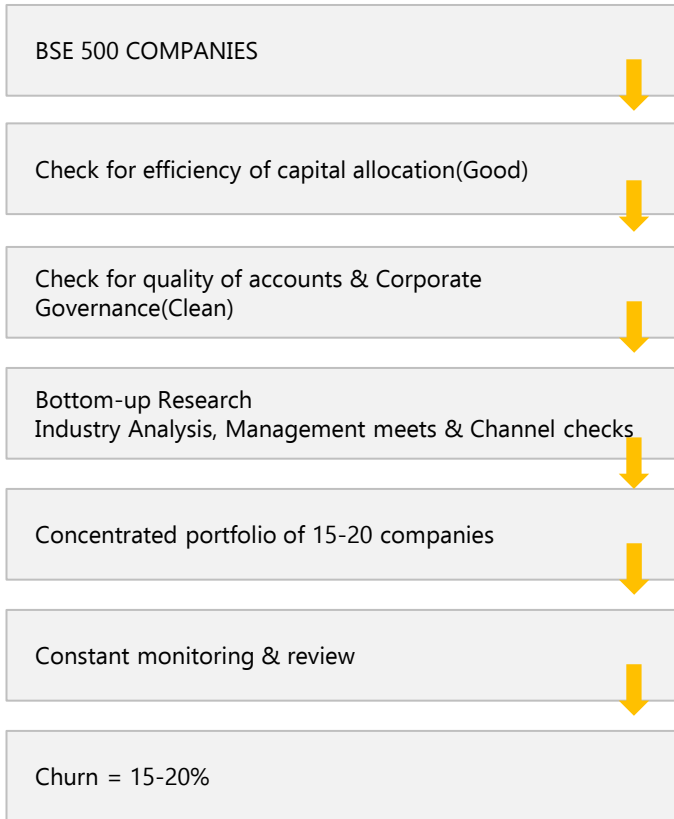 BSE 500 COMPANIES
Check for efficiency of capital allocation(Good)
Check for quality of accounts & Corporate
Governance(Clean)
Bottom-up Research
Industry Analysis, Management meets & Channel checks
Concentrated portfolio of 15-20 companies
Constant monitoring & review
Churn = 15-20%